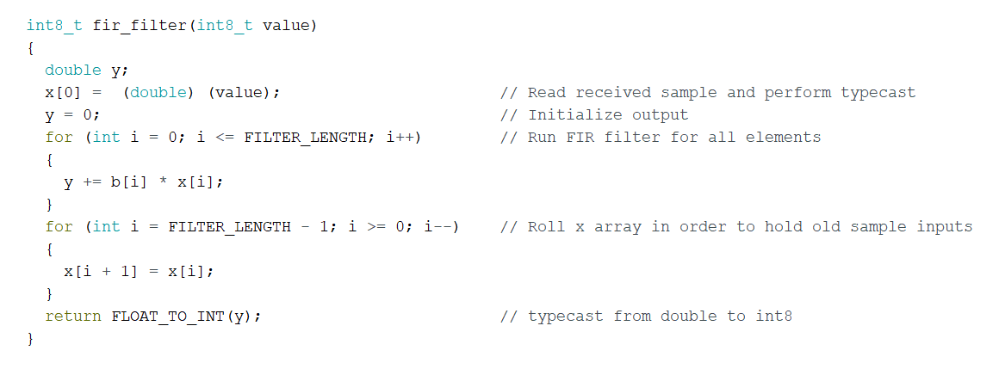 int8_t fir_filter(int8_t value)
{
  double y;
  x[0] =  (double) (value);                       // Read received sample and perform typecast
  y = 0;                                          // Initialize output
  for (int i = 0; i <= FILTER_LENGTH; i++)        // Run FIR filter for all elements
  {
    y += b[i] * x[i];
  }
  for (int i = FILTER_LENGTH - 1; i >= 0; i--)    // Roll x array in order to hold old sample inputs
  {
    x[i + 1] = x[i];
  }
  return FLOAT_TO_INT(y);                         // typecast from double to int8
}